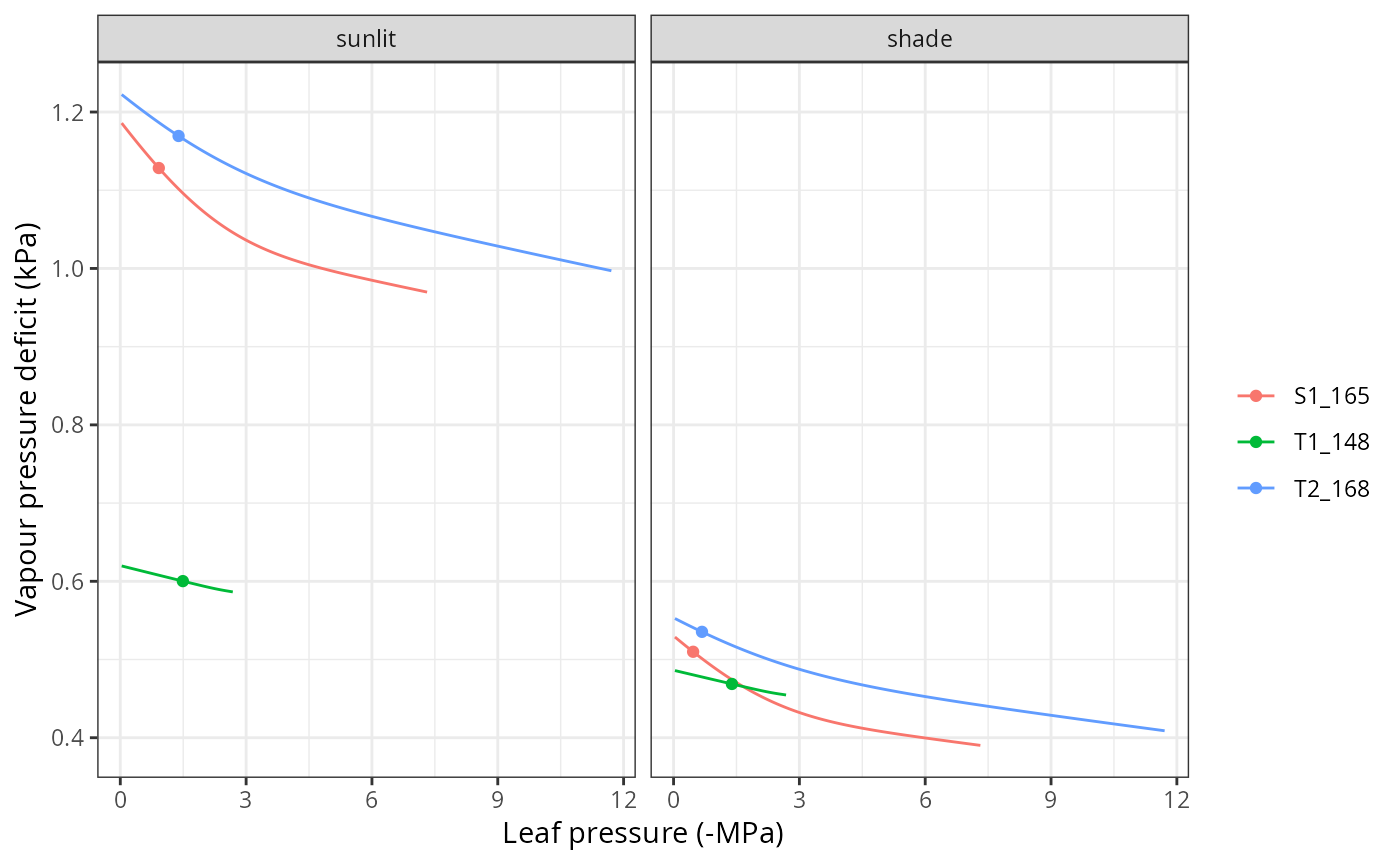 sunlit
shade
Vapour pressure deficit (kPa)
1.2
1.0
0.8
0.6
0.4
0 3 6 9 12
0 3 6 9 12
Leaf pressure (-MPa)
S1_165
T1_148
T2_168